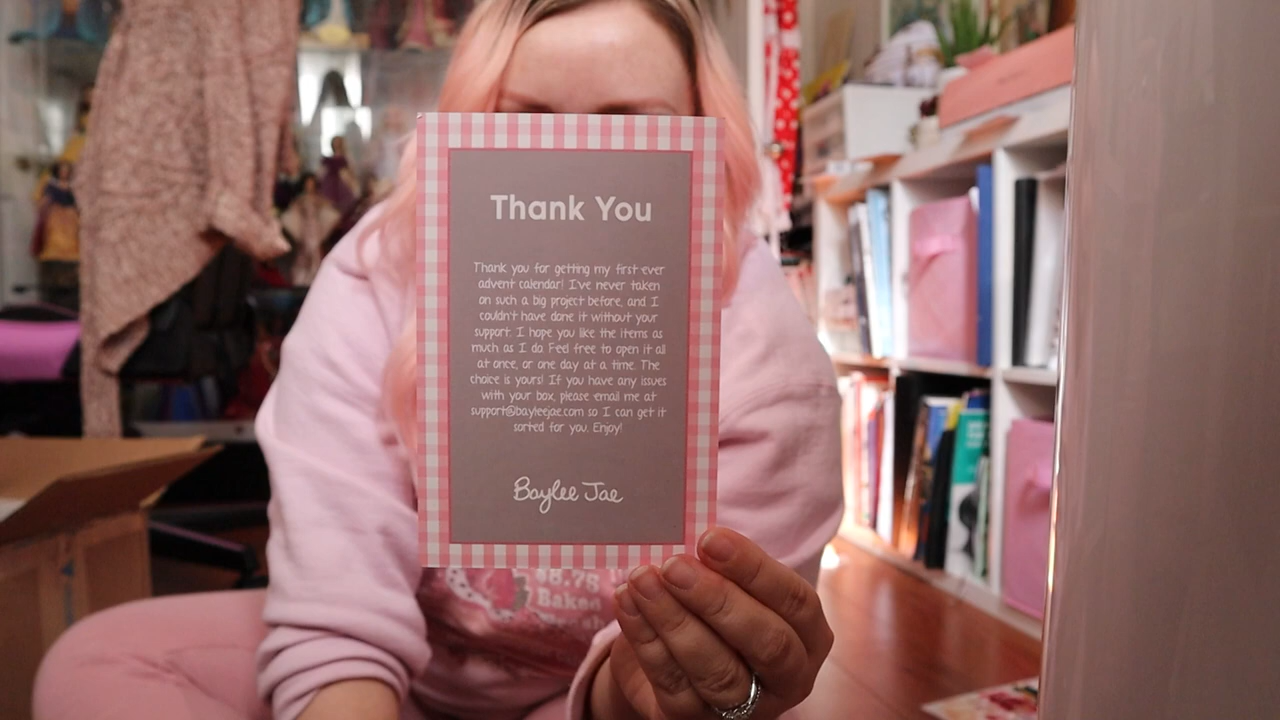 Thank You
Thank you for getting my first ever
advent calendar! I've never taken
on such a big project before, and I
couldn't have done it without your
support. I hope you like the items as
much as I do. Feel free to open it all
at once, or one day at a time. The
choice is yours! If you have any issues
with your box, please email me at
support@bayleejae.com so I can get it
sorted for you. Enjoy!
Baylee Jae
$8.75
Baked